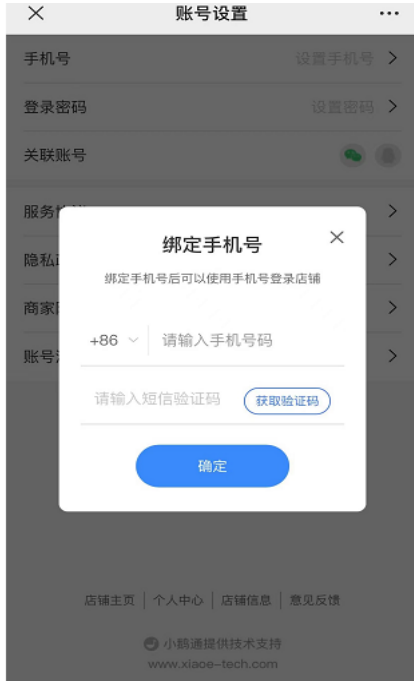 账号设置
手机号 设置手机号
登录密码 设置密码
关联账号
服务
隐私
商家
账号
绑定手机号
绑定手机号后可以使用手机号登录店铺
+86 请输入手机号码
请输入短信验证码 获取验证码
确定
店铺主页 | 个人中心 | 店铺信息 | 意见反馈
小鹅通提供技术支持
www.xiaoe-tech.com